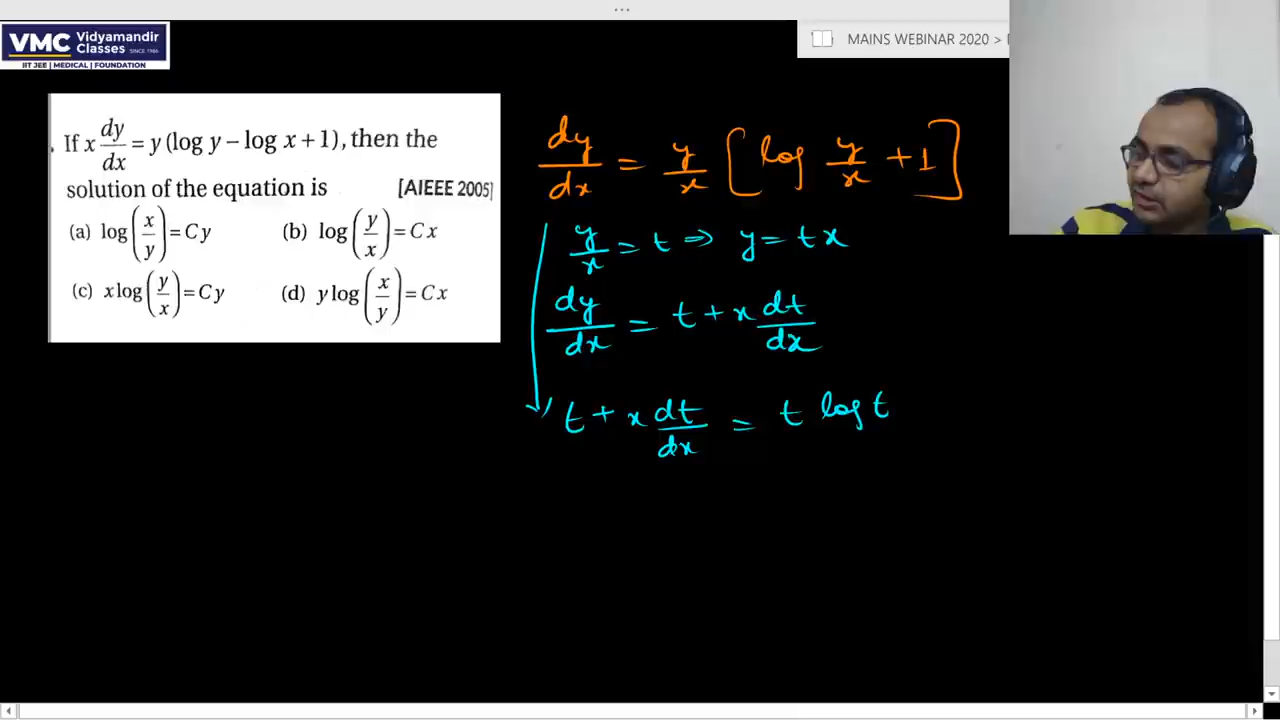 VMC Vidyamandir Classes SINCE 1986
IIT JEE | MEDICAL | FOUNDATION
MAINS WEBINAR 2020 >
If x dy/dx = y (log y − log x + 1), then the
solution of the equation is [AIEEE 2005]
(a) log(x/y) = Cy (b) log(y/x) = Cx
(c) x log(y/x) = Cy (d) y log(x/y) = Cx
dy/dx = y/x [log y/x + 1]
y/x = t ⇒ y = tx
dy/dx = t + x dt/dx
t + x dt/dx = t log t